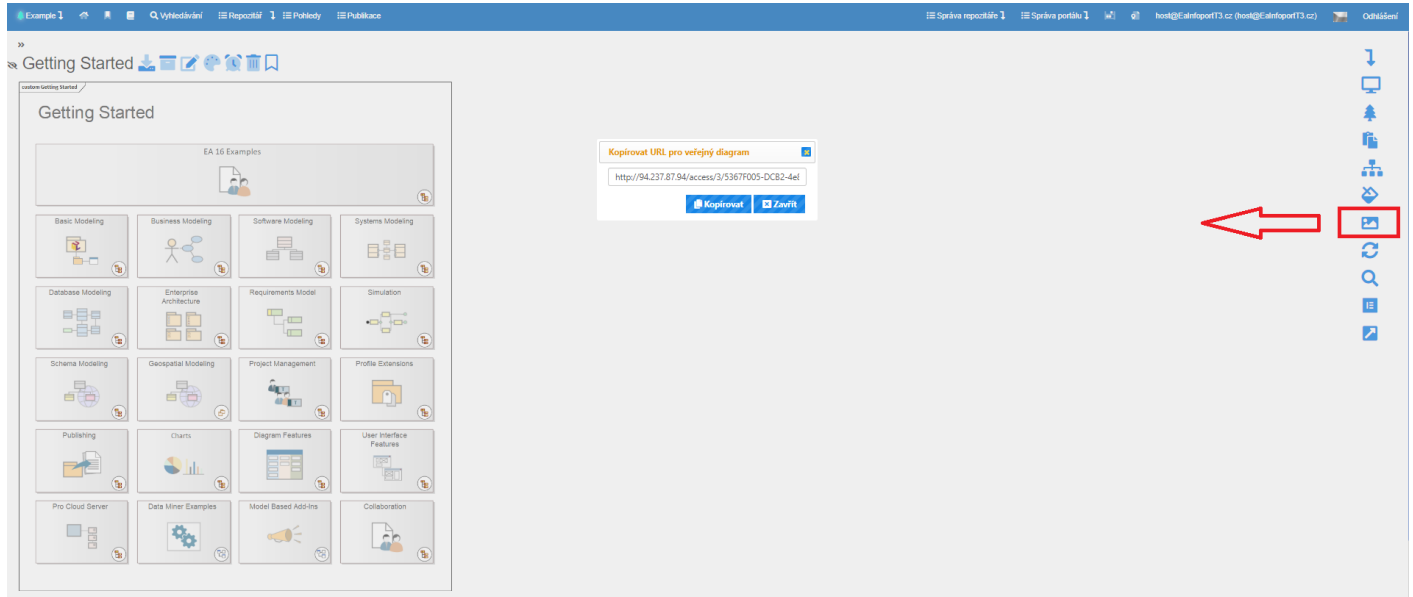 Example
Vyhledávání
Repozitář
Pohledy
Publikace
Správa repozitáře
Správa portálu
host@EaInfoportT3.cz (host@EaInfoportT3.cz)
Odhlášení
»
Getting Started
custom Getting Started
Getting Started
EA 16 Examples
Basic Modeling
Business Modeling
Software Modeling
Systems Modeling
Database Modeling
Enterprise
Architecture
Requirements Model
Simulation
Schema Modeling
Geospatial Modeling
Project Management
Profile Extensions
Publishing
Charts
Diagram Features
User Interface
Features
Pro Cloud Server
Data Miner Examples
Model Based Add-Ins
Collaboration
Kopírovat URL pro veřejný diagram
http://94.237.87.94/access/3/5367F005-DCB2-4e
Kopírovat
Zavřít